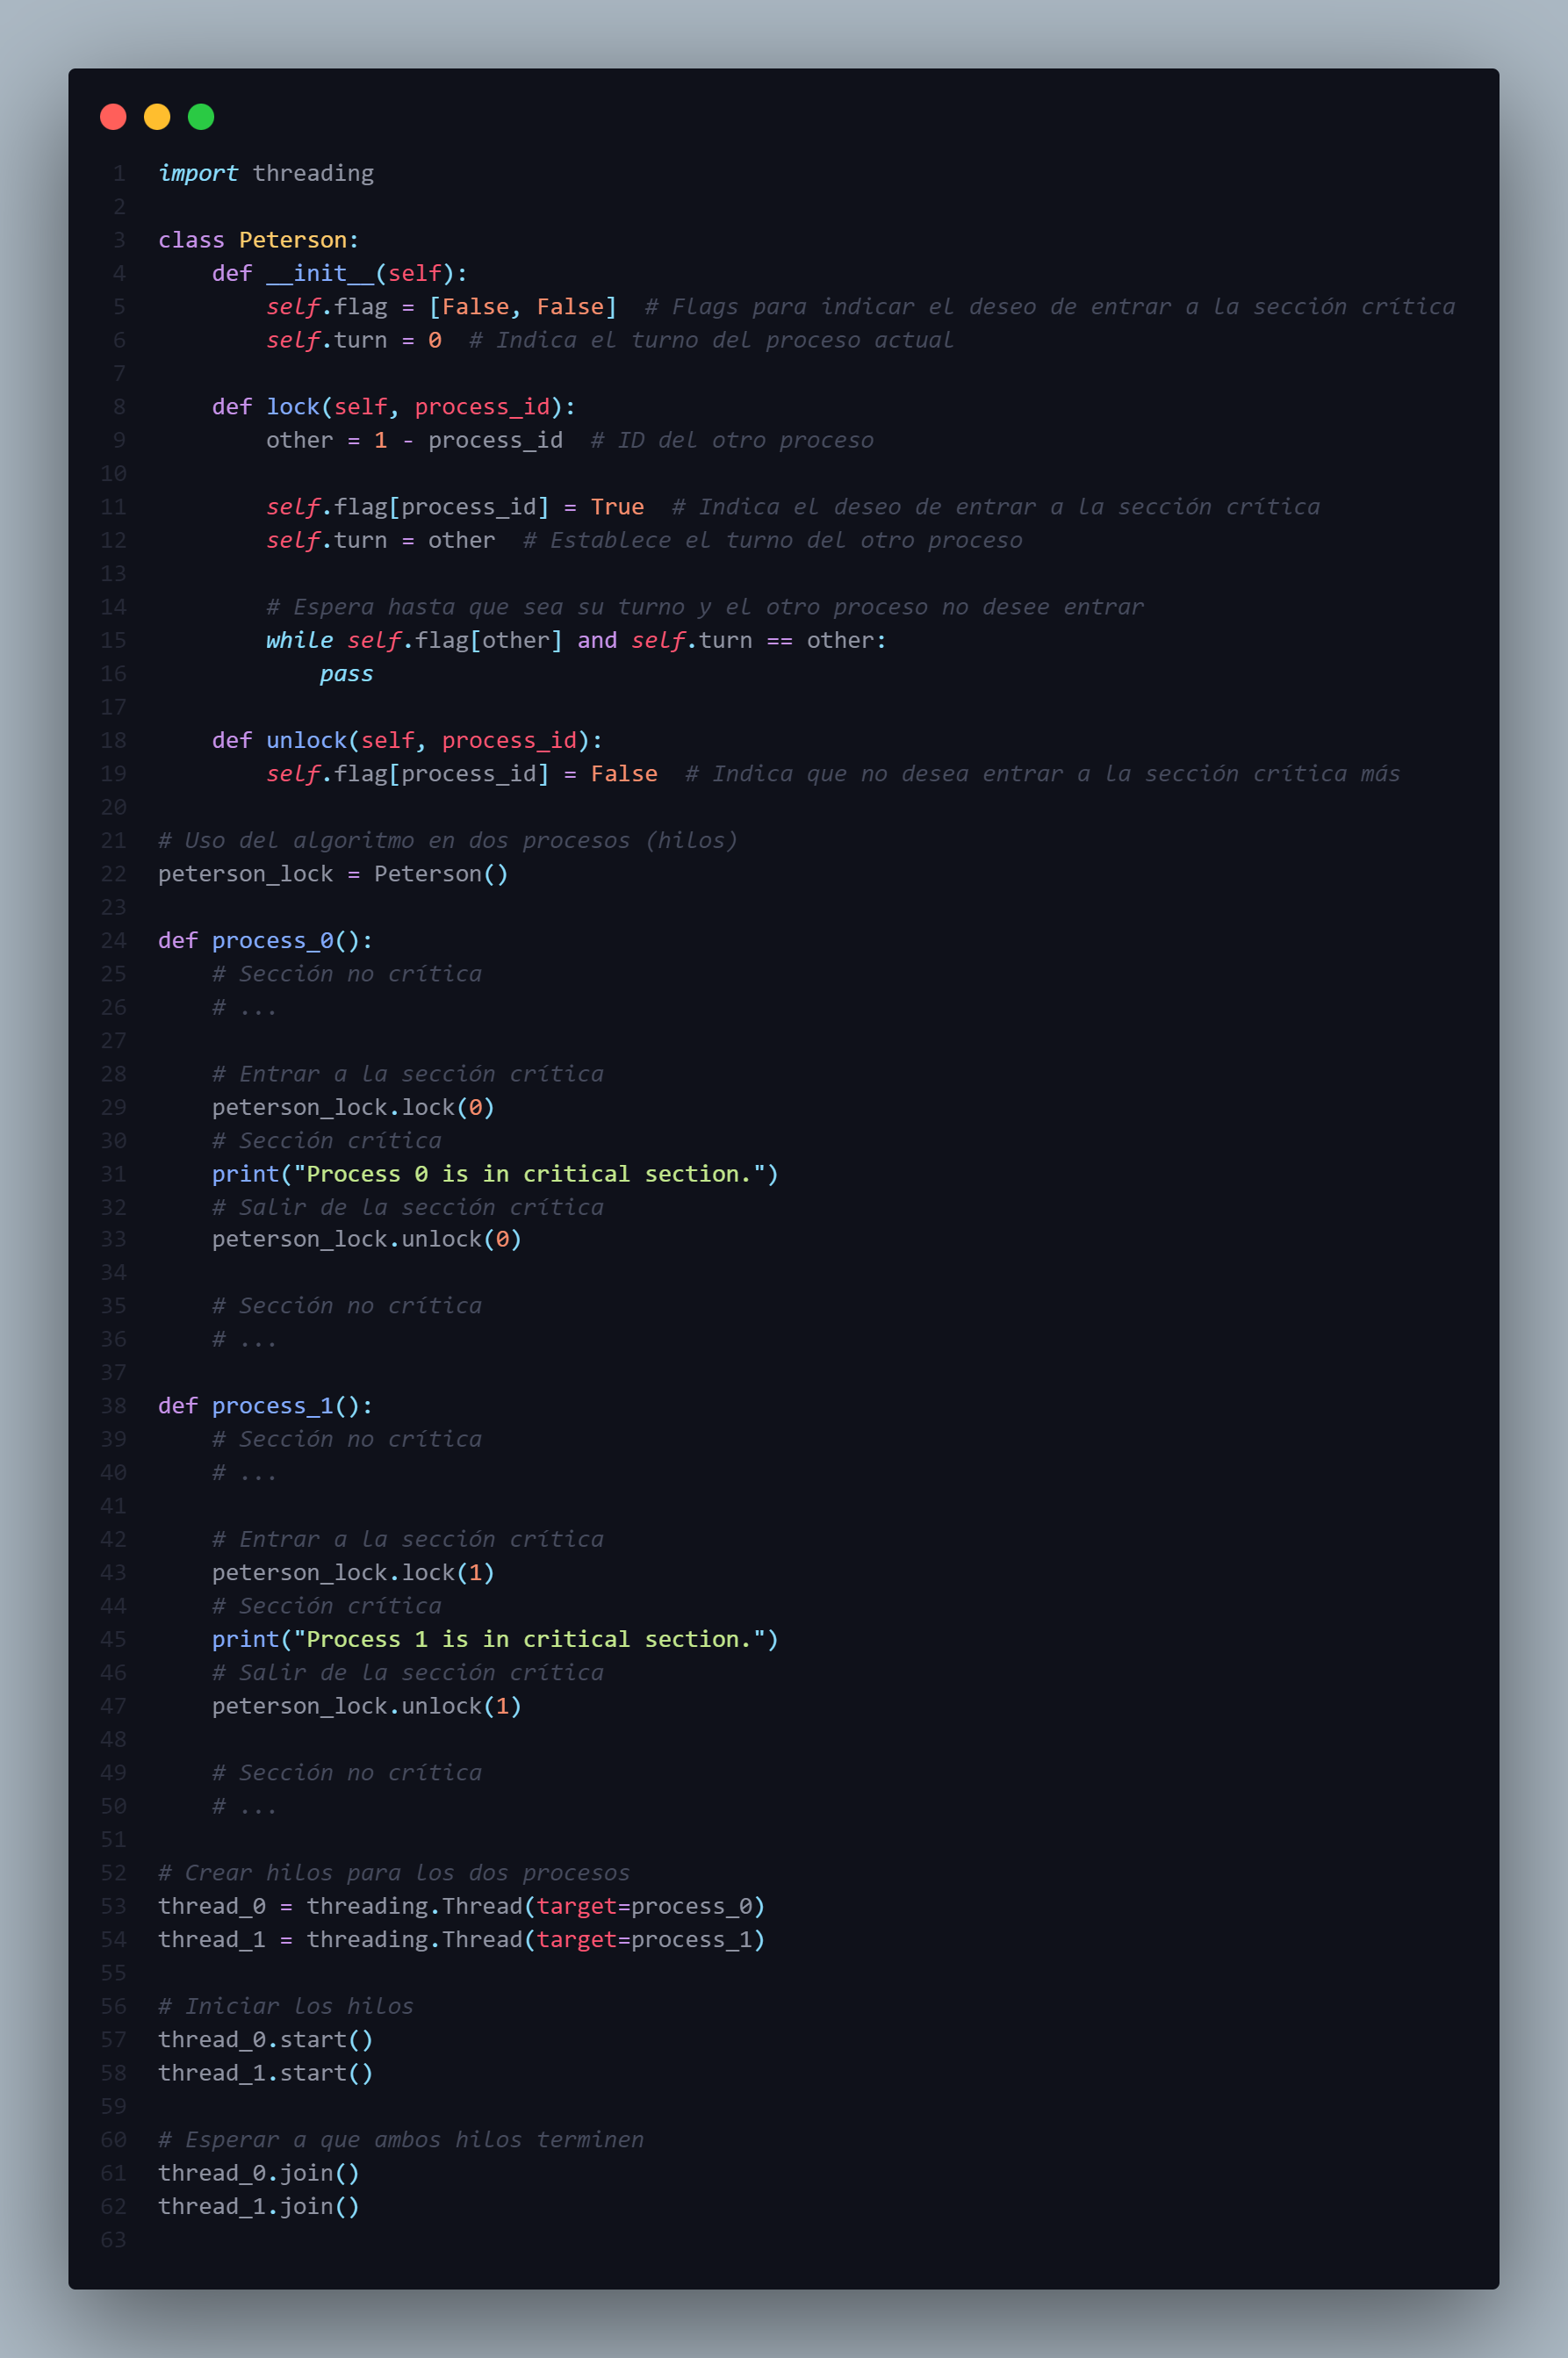 1 import threading
2
3 class Peterson:
4     def __init__(self):
5         self.flag = [False, False]  # Flags para indicar el deseo de entrar a la sección crítica
6         self.turn = 0  # Indica el turno del proceso actual
7
8     def lock(self, process_id):
9         other = 1 - process_id  # ID del otro proceso
10
11         self.flag[process_id] = True  # Indica el deseo de entrar a la sección crítica
12         self.turn = other  # Establece el turno del otro proceso
13
14         # Espera hasta que sea su turno y el otro proceso no desee entrar
15         while self.flag[other] and self.turn == other:
16             pass
17
18     def unlock(self, process_id):
19         self.flag[process_id] = False  # Indica que no desea entrar a la sección crítica más
20
21 # Uso del algoritmo en dos procesos (hilos)
22 peterson_lock = Peterson()
23
24 def process_0():
25     # Sección no crítica
26     # ...
27
28     # Entrar a la sección crítica
29     peterson_lock.lock(0)
30     # Sección crítica
31     print("Process 0 is in critical section.")
32     # Salir de la sección crítica
33     peterson_lock.unlock(0)
34
35     # Sección no crítica
36     # ...
37
38 def process_1():
39     # Sección no crítica
40     # ...
41
42     # Entrar a la sección crítica
43     peterson_lock.lock(1)
44     # Sección crítica
45     print("Process 1 is in critical section.")
46     # Salir de la sección crítica
47     peterson_lock.unlock(1)
48
49     # Sección no crítica
50     # ...
51
52 # Crear hilos para los dos procesos
53 thread_0 = threading.Thread(target=process_0)
54 thread_1 = threading.Thread(target=process_1)
55
56 # Iniciar los hilos
57 thread_0.start()
58 thread_1.start()
59
60 # Esperar a que ambos hilos terminen
61 thread_0.join()
62 thread_1.join()
63